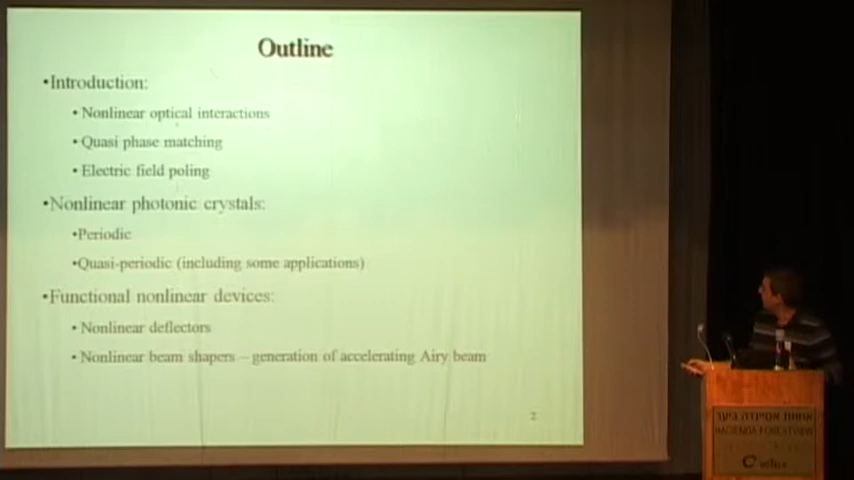 Outline
•Introduction:
• Nonlinear optical interactions
• Quasi phase matching
• Electric field poling
•Nonlinear photonic crystals:
•Periodic
•Quasi-periodic (including some applications)
•Functional nonlinear devices:
• Nonlinear deflectors
• Nonlinear beam shapers – generation of accelerating Airy beam
2
HACIENDA FORESTVIEW